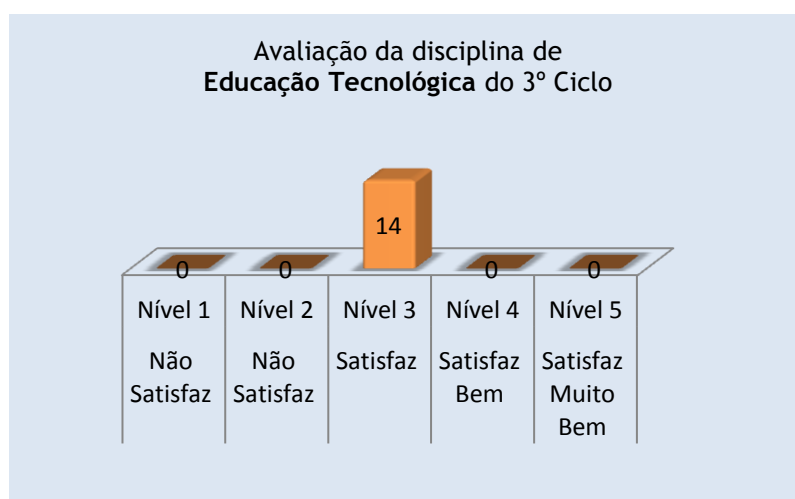 Avaliação da disciplina de
Educação Tecnológica do 3º Ciclo
14
0 0 0 0
Nível 1 Nível 2 Nível 3 Nível 4 Nível 5
Não Não Satisfaz Satisfaz Satisfaz
Satisfaz Satisfaz Bem Muito
Bem